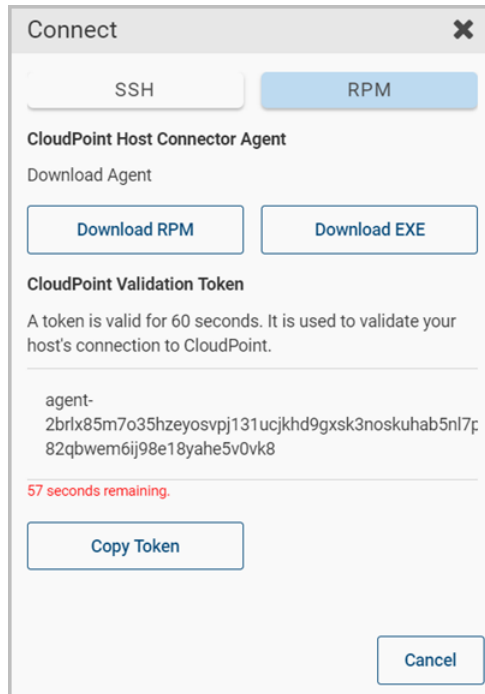 Connect
SSH RPM
CloudPoint Host Connector Agent
Download Agent
Download RPM Download EXE
CloudPoint Validation Token
A token is valid for 60 seconds. It is used to validate your
host's connection to CloudPoint.
agent-
2brlx85m7o35hzeyosvpj131ucjkhd9gxsk3noskuhab5nl7p
82qbwem6ij98e18yahe5v0vk8
57 seconds remaining.
Copy Token
Cancel